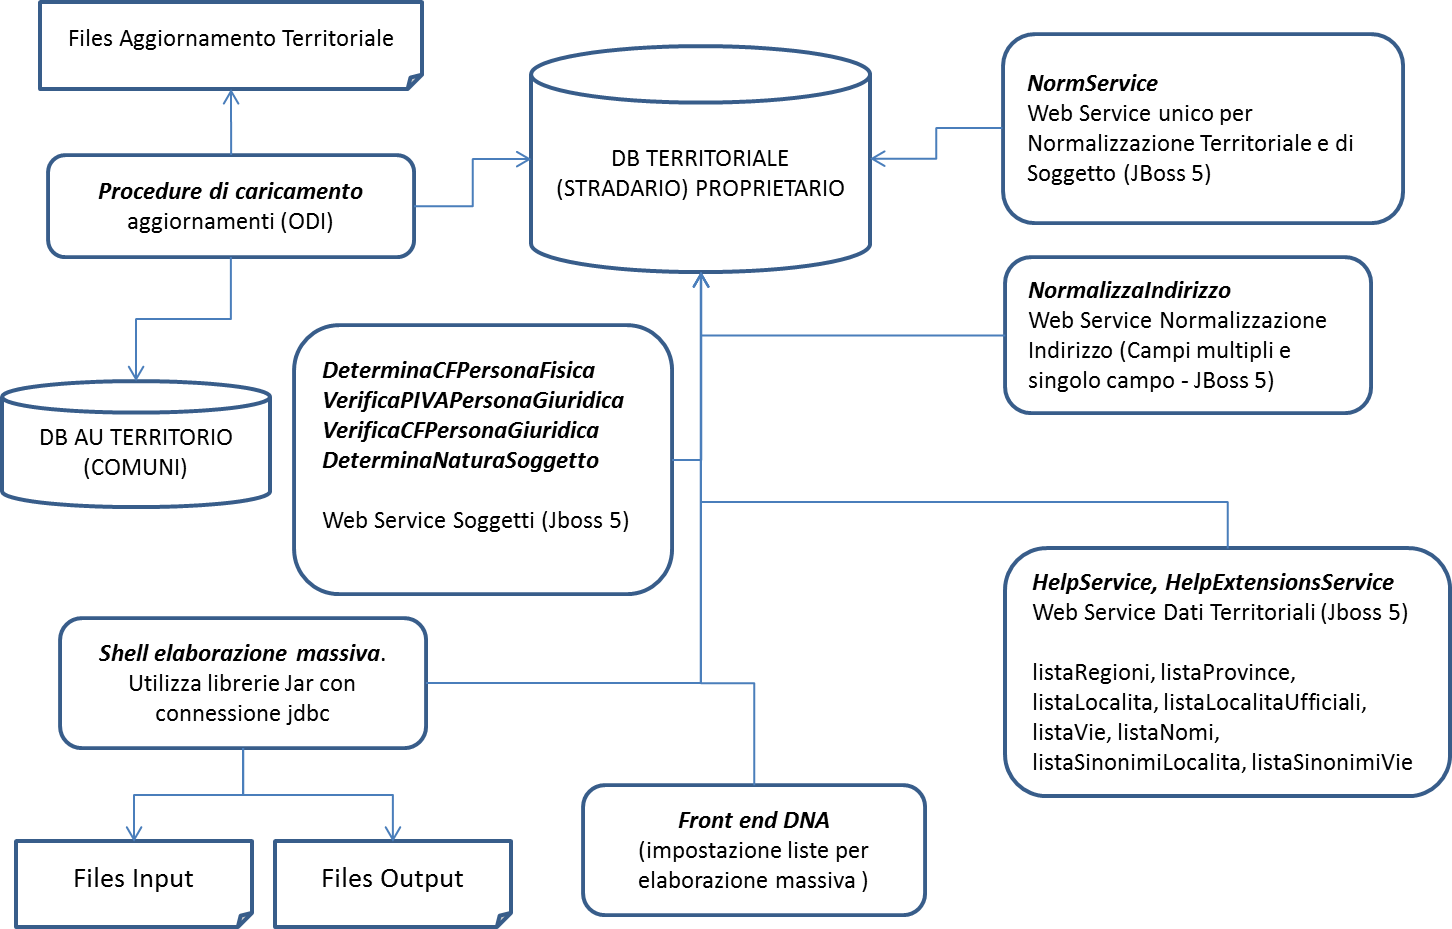 Files Aggiornamento Territoriale
Procedure di caricamento
aggiornamenti (ODI)
DB TERRITORIALE
(STRADARIO) PROPRIETARIO
NormService
Web Service unico per
Normalizzazione Territoriale e di
Soggetto (JBoss 5)
NormalizzaIndirizzo
Web Service Normalizzazione
Indirizzo (Campi multipli e
singolo campo - JBoss 5)
DB AU TERRITORIO
(COMUNI)
DeterminaCFPersonaFisica
VerificaPIVAPersonaGiuridica
VerificaCFPersonaGiuridica
DeterminaNaturaSoggetto
Web Service Soggetti (Jboss 5)
HelpService, HelpExtensionsService
Web Service Dati Territoriali (Jboss 5)
listaRegioni, listaProvince,
listaLocalita, listaLocalitaUfficiali,
listaVie, listaNomi,
listaSinonimiLocalita, listaSinonimiVie
Shell elaborazione massiva.
Utilizza librerie Jar con
connessione jdbc
Files Input
Files Output
Front end DNA
(impostazione liste per
elaborazione massiva )